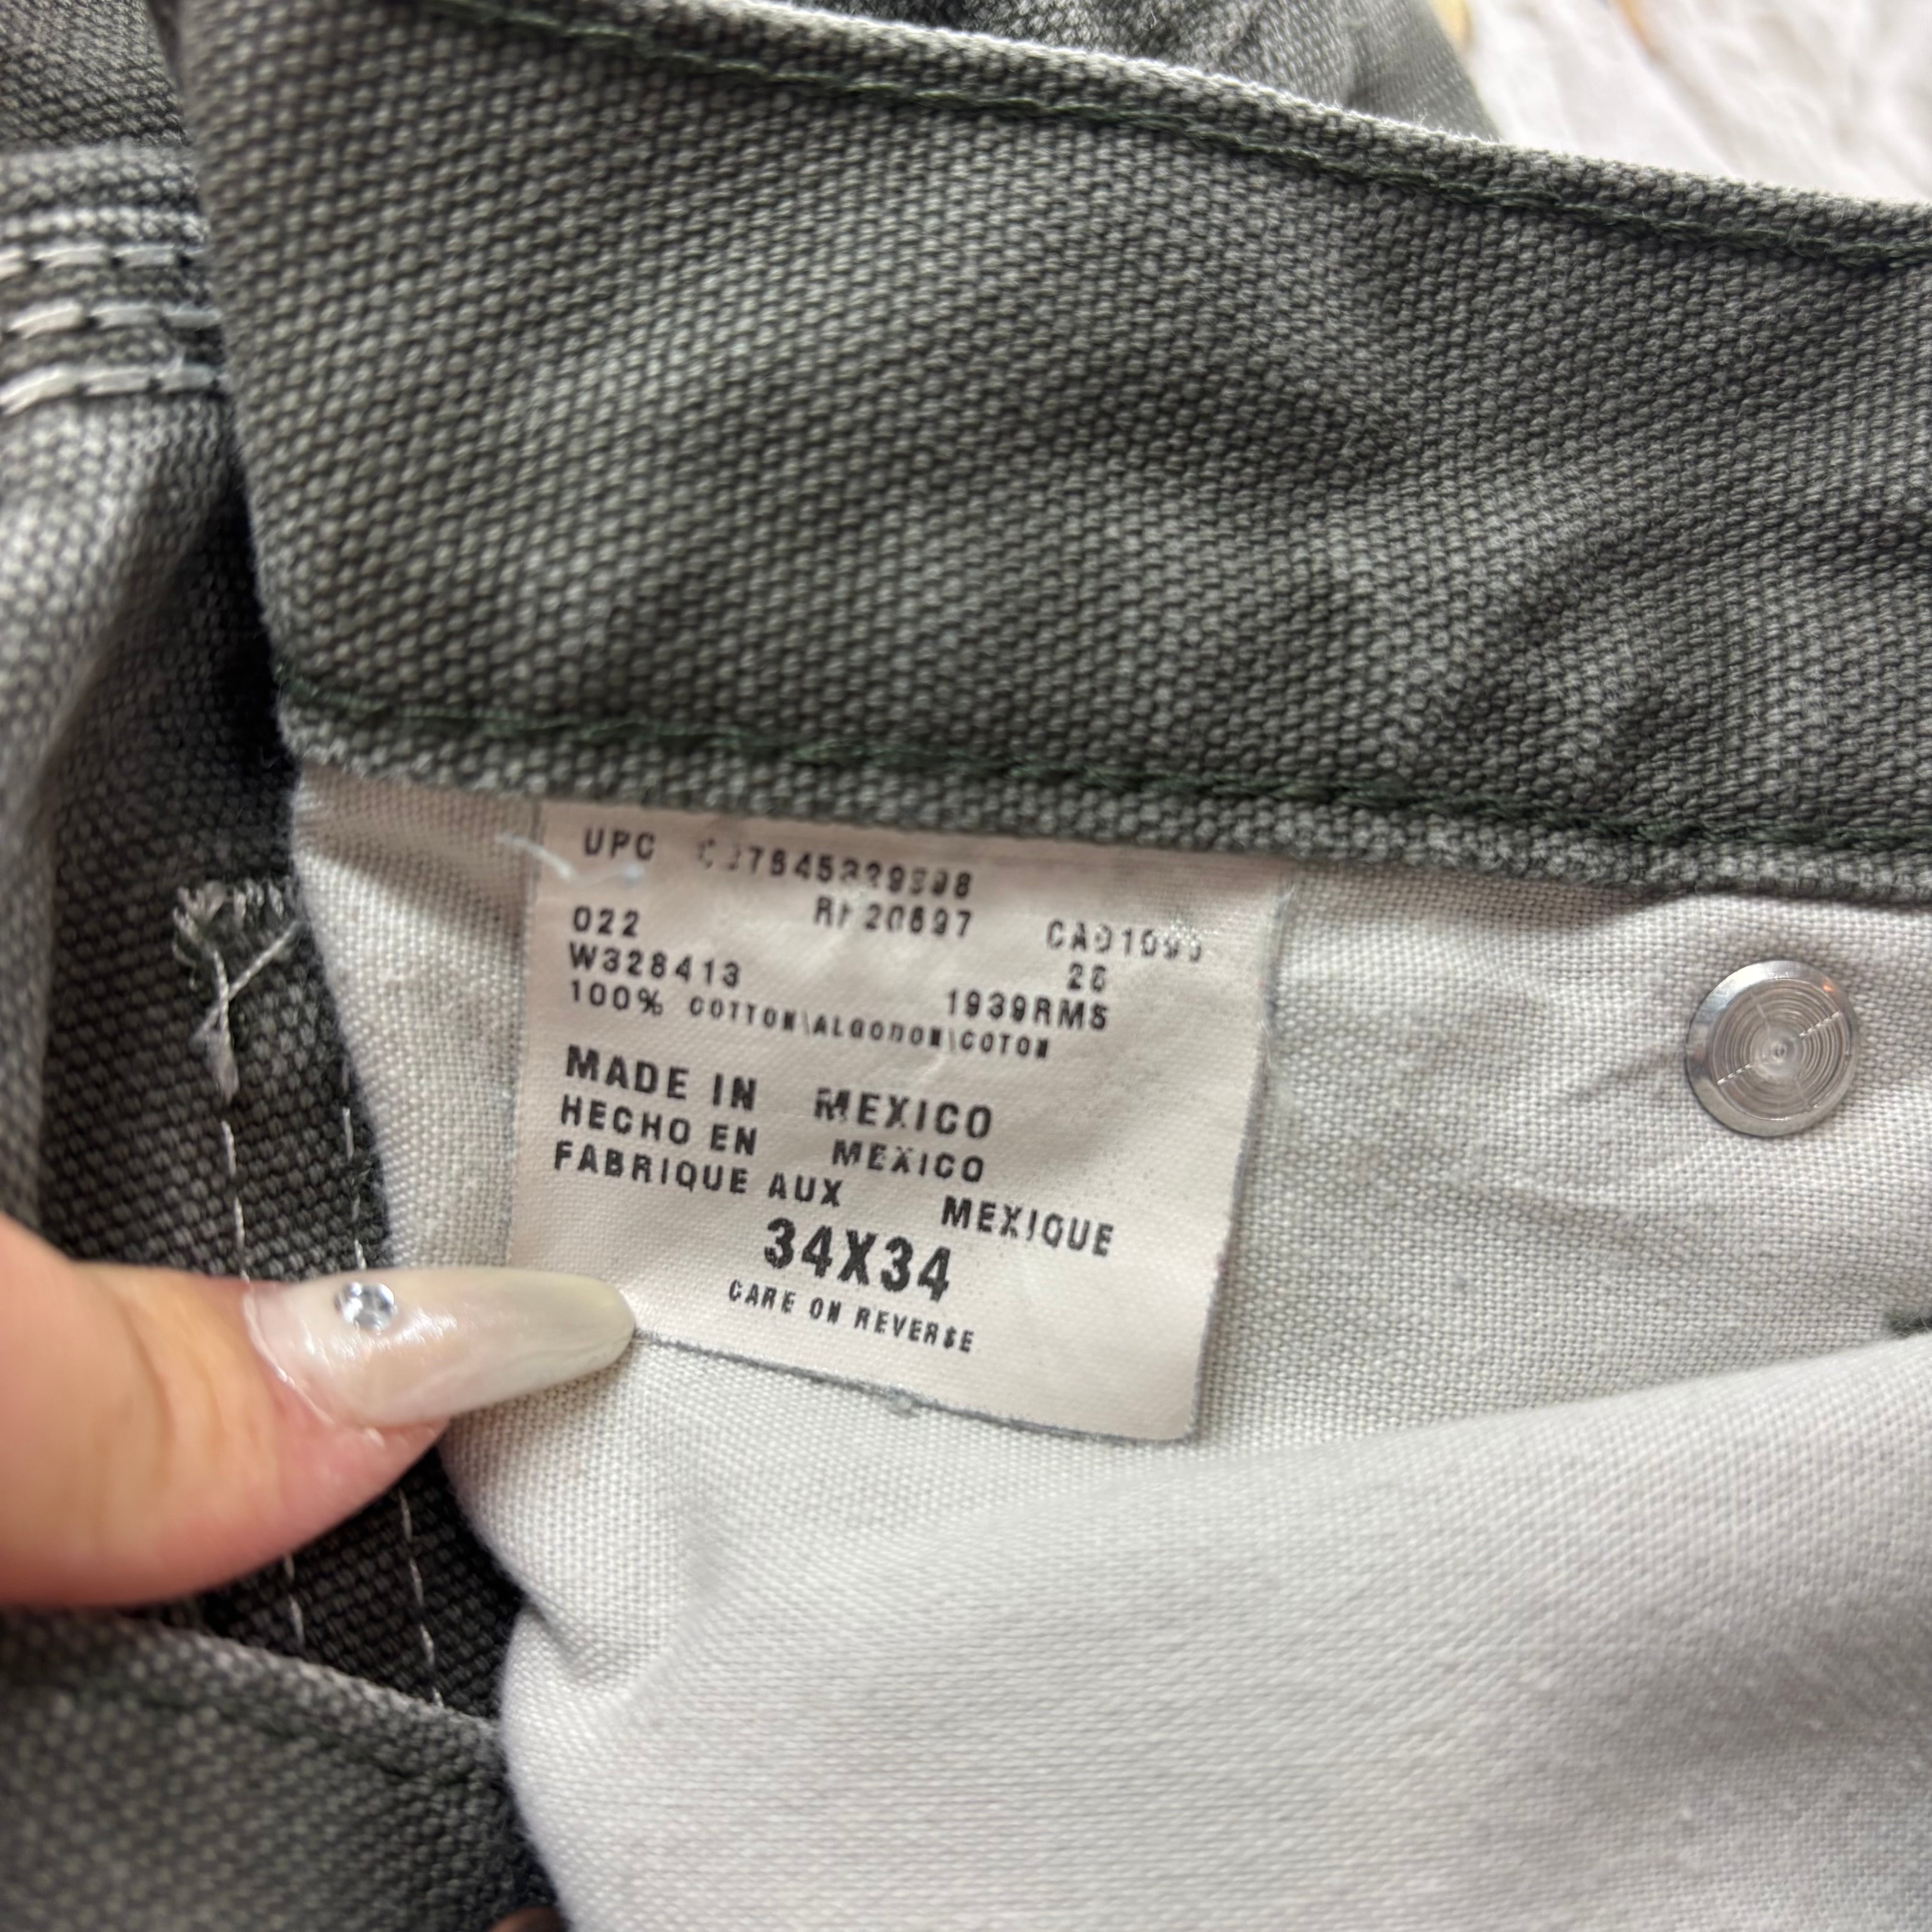 UPC
022
W328413
100% COTTON\ALGODON\COTON
1939RMS
MADE IN MEXICO
HECHO EN MEXICO
FABRIQUE AUX MEXIQUE
34X34
CARE ON REVERSE